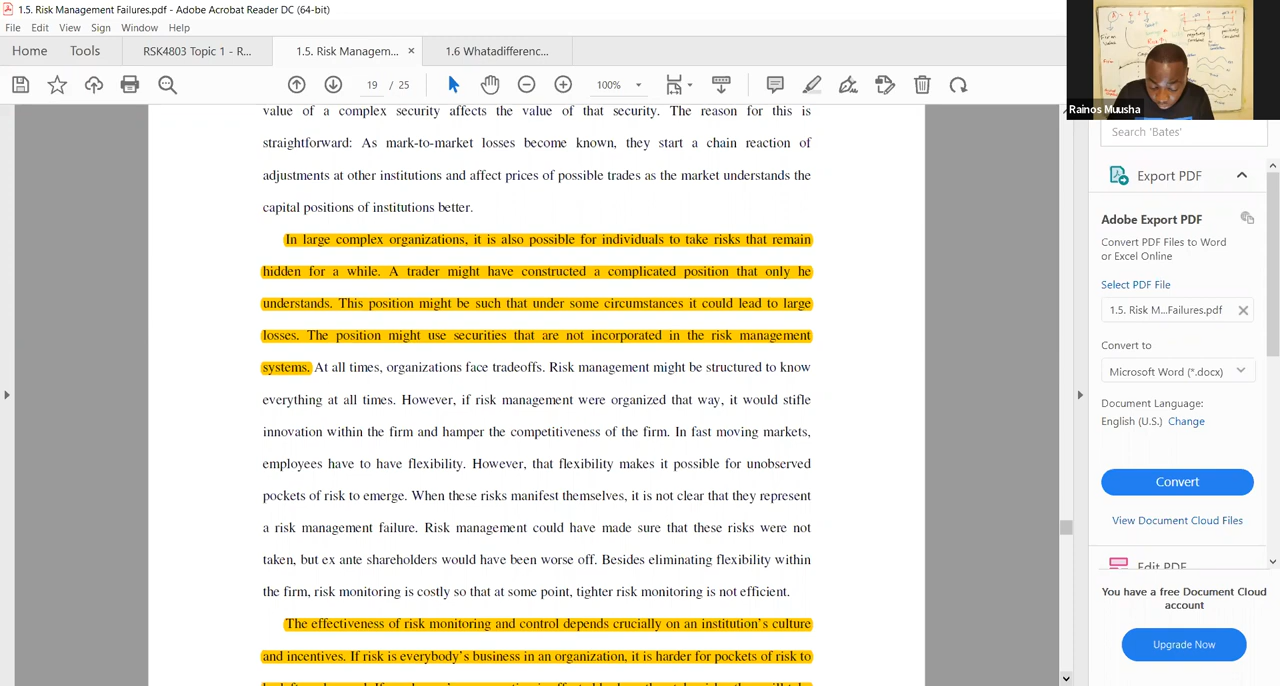 1.5. Risk Management Failures.pdf - Adobe Acrobat Reader DC (64-bit)
File Edit View Sign Window Help
Home Tools RSK4803 Topic 1 - R... 1.5. Risk Managem... × 1.6 Whatadifferenc...
19 / 25 100%
Rainos Muusha
Search 'Bates'
value of a complex security affects the value of that security. The reason for this is
straightforward: As mark-to-market losses become known, they start a chain reaction of
adjustments at other institutions and affect prices of possible trades as the market understands the
capital positions of institutions better.
In large complex organizations, it is also possible for individuals to take risks that remain
hidden for a while. A trader might have constructed a complicated position that only he
understands. This position might be such that under some circumstances it could lead to large
losses. The position might use securities that are not incorporated in the risk management
systems. At all times, organizations face tradeoffs. Risk management might be structured to know
everything at all times. However, if risk management were organized that way, it would stifle
innovation within the firm and hamper the competitiveness of the firm. In fast moving markets,
employees have to have flexibility. However, that flexibility makes it possible for unobserved
pockets of risk to emerge. When these risks manifest themselves, it is not clear that they represent
a risk management failure. Risk management could have made sure that these risks were not
taken, but ex ante shareholders would have been worse off. Besides eliminating flexibility within
the firm, risk monitoring is costly so that at some point, tighter risk monitoring is not efficient.
The effectiveness of risk monitoring and control depends crucially on an institution's culture
and incentives. If risk is everybody's business in an organization, it is harder for pockets of risk to
Export PDF
Adobe Export PDF
Convert PDF Files to Word
or Excel Online
Select PDF File
1.5. Risk M...Failures.pdf
Convert to
Microsoft Word (*.docx)
Document Language:
English (U.S.) Change
Convert
View Document Cloud Files
Edit PDF
You have a free Document Cloud
account
Upgrade Now